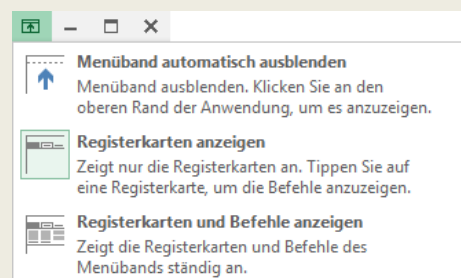 Menüband automatisch ausblenden
Menüband ausblenden. Klicken Sie an den
oberen Rand der Anwendung, um es anzuzeigen.
Registerkarten anzeigen
Zeigt nur die Registerkarten an. Tippen Sie auf
eine Registerkarte, um die Befehle anzuzeigen.
Registerkarten und Befehle anzeigen
Zeigt die Registerkarten und Befehle des
Menübands ständig an.